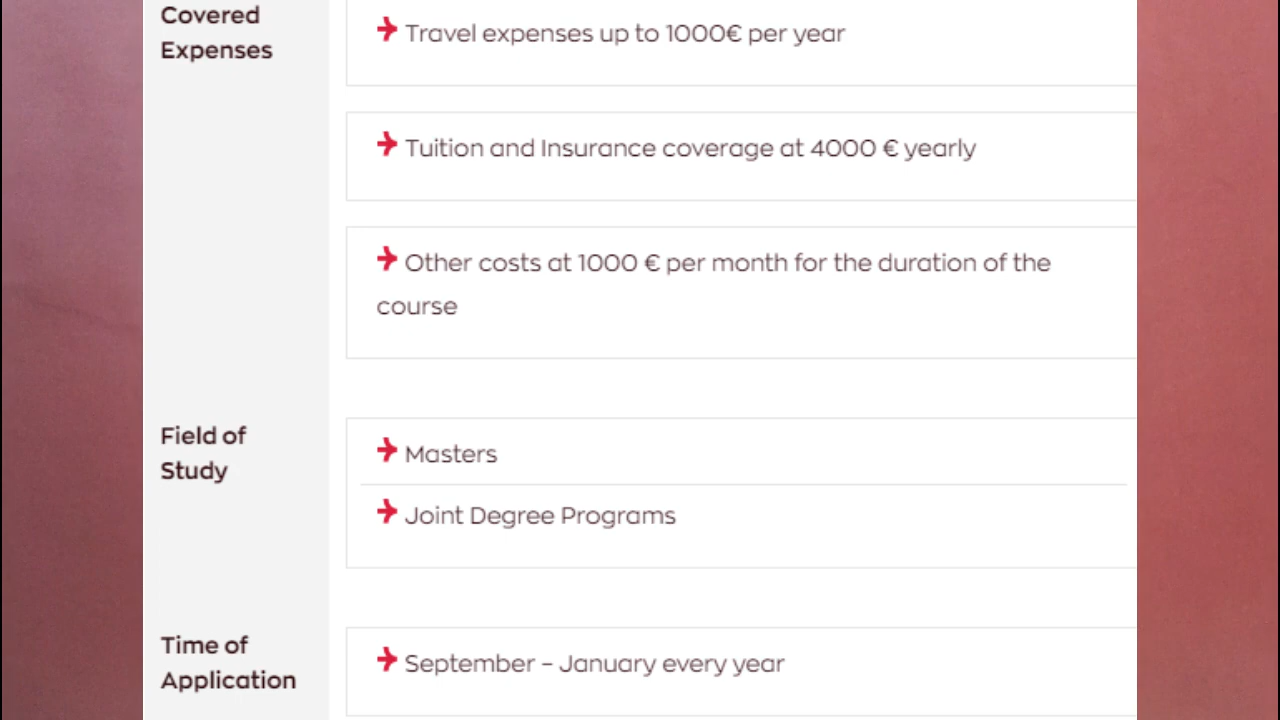 Covered
Expenses
Travel expenses up to 1000€ per year
Tuition and Insurance coverage at 4000 € yearly
Other costs at 1000 € per month for the duration of the
course
Field of
Study
Masters
Joint Degree Programs
Time of
Application
September – January every year